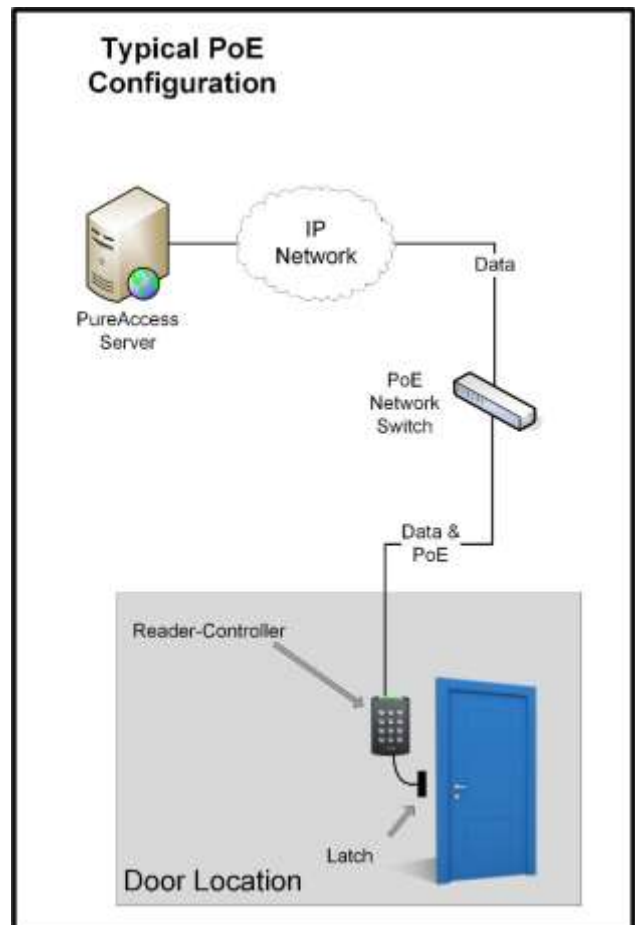 Typical PoE
Configuration
IP
Network
Data
PureAccess
Server
PoE
Network
Switch
Data &
PoE
Reader-Controller
Latch
Door Location